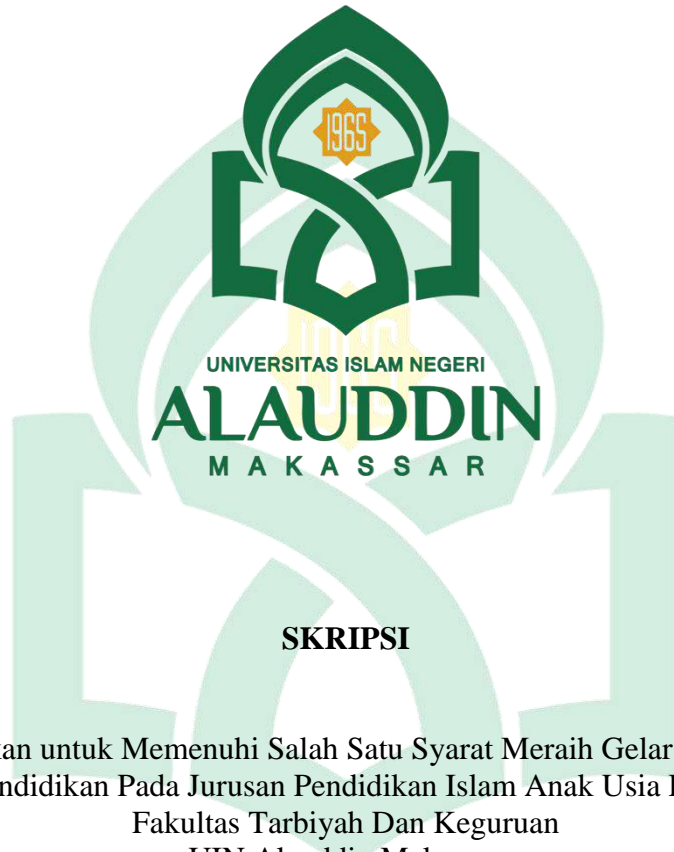 1965
UNIVERSITAS ISLAM NEGERI
ALAUDDIN
MAKASSAR
SKRIPSI
untuk Memenuhi Salah Satu Syarat Meraih Gelar
Pada Jurusan Pendidikan Islam Anak Usia
Fakultas Tarbiyah Dan Keguruan